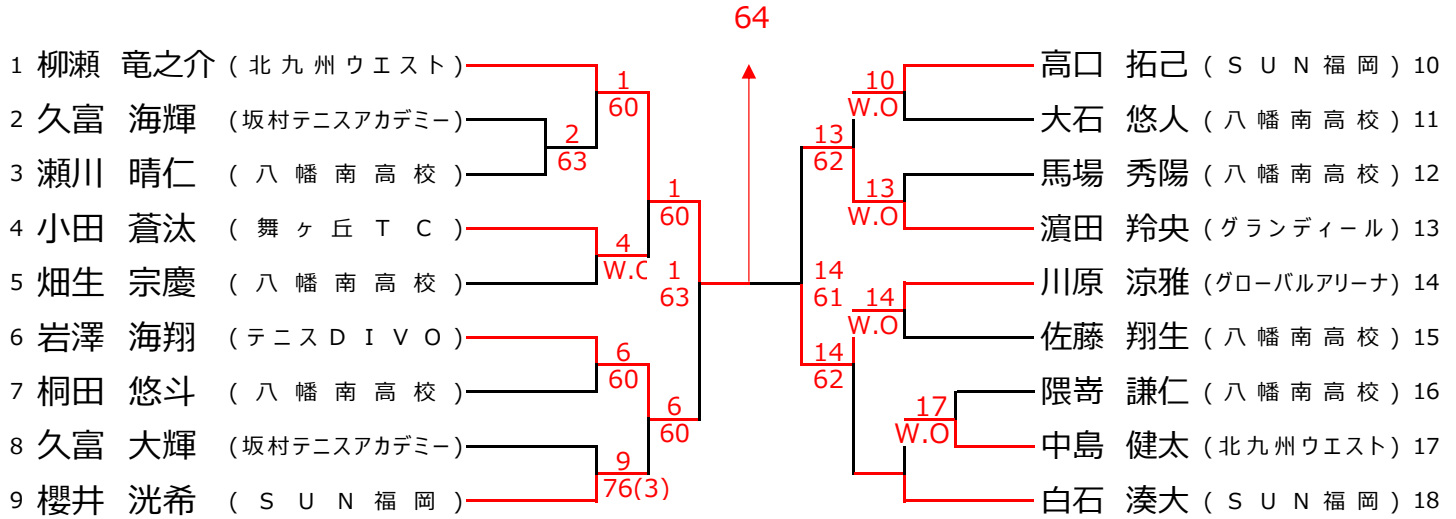 64
1 柳瀬 竜之介 (北九州ウエスト)
2 久富 海輝 (坂村テニスアカデミー)
3 瀬川 晴仁 (八幡南高校)
4 小田 蒼汰 (舞ヶ丘TC)
5 畑生 宗慶 (八幡南高校)
6 岩澤 海翔 (テニスDIVO)
7 桐田 悠斗 (八幡南高校)
8 久富 大輝 (坂村テニスアカデミー)
9 櫻井 洸希 (SUN福岡)
1
60
2
63
4
W.O
6
60
9
76(3)
1
60
6
60
1
63
14
61
13
62
14
62
10
W.O
13
W.O
14
W.O
17
W.O
高口 拓己 (SUN福岡) 10
大石 悠人 (八幡南高校) 11
馬場 秀陽 (八幡南高校) 12
濵田 羚央 (グランディール) 13
川原 涼雅 (グローバルアリーナ) 14
佐藤 翔生 (八幡南高校) 15
隈嵜 謙仁 (八幡南高校) 16
中島 健太 (北九州ウエスト) 17
白石 湊大 (SUN福岡) 18